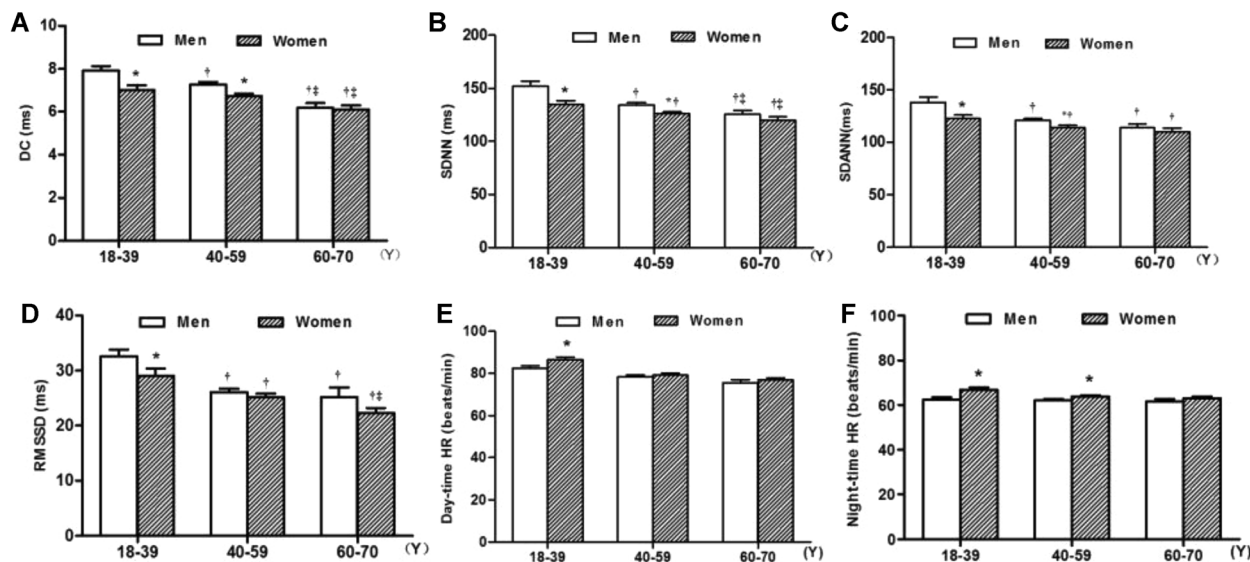 A
Men Women
DC (ms)
8
6
4
2
0
* † * †‡ †‡
18-39 40-59 60-70 (Y)
B
Men Women
SDNN (ms)
200
150
100
50
0
* † *† †‡ †‡
18-39 40-59 60-70 (Y)
C
Men Women
SDANN(ms)
200
150
100
50
0
* † *† † †
18-39 40-59 60-70 (Y)
D
Men Women
RMSSD (ms)
40
30
20
10
0
* † † † †‡
18-39 40-59 60-70 (Y)
E
Men Women
Day-time HR (beats/min)
100
80
60
40
20
0
*
18-39 40-59 60-70 (Y)
F
Men Women
Night-time HR (beats/min)
100
80
60
40
20
0
* *
18-39 40-59 60-70 (Y)